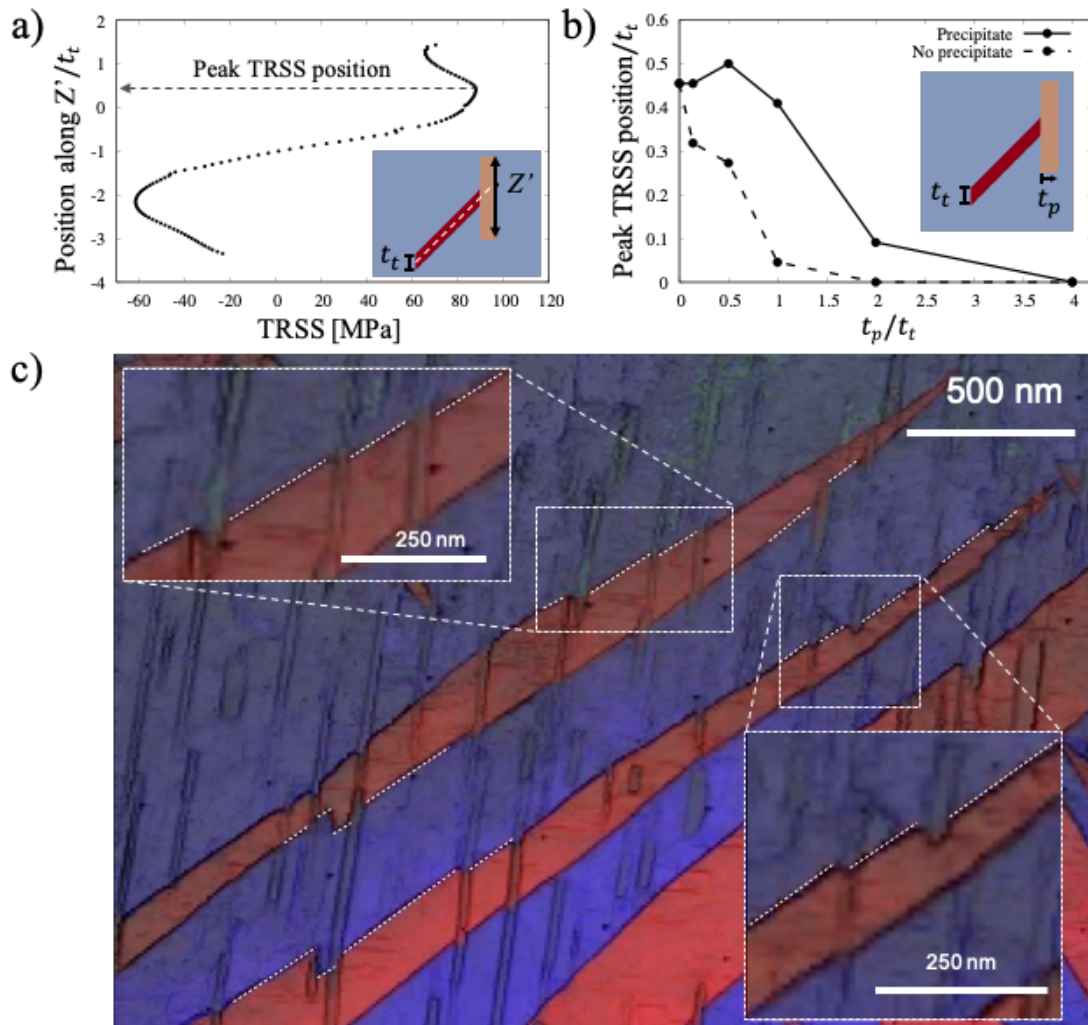 a)
Position along Z'/t_t
2
1
0
-1
-2
-3
-4
Peak TRSS position
Z'
t_t
-60 -40 -20 0 20 40 60 80 100 120
TRSS [MPa]
b)
Peak TRSS position/t_t
0.6
0.5
0.4
0.3
0.2
0.1
0
Precipitate
No precipitate
t_t
t_p
0 0.5 1 1.5 2 2.5 3 3.5 4
t_p/t_t
c)
500 nm
250 nm
250 nm